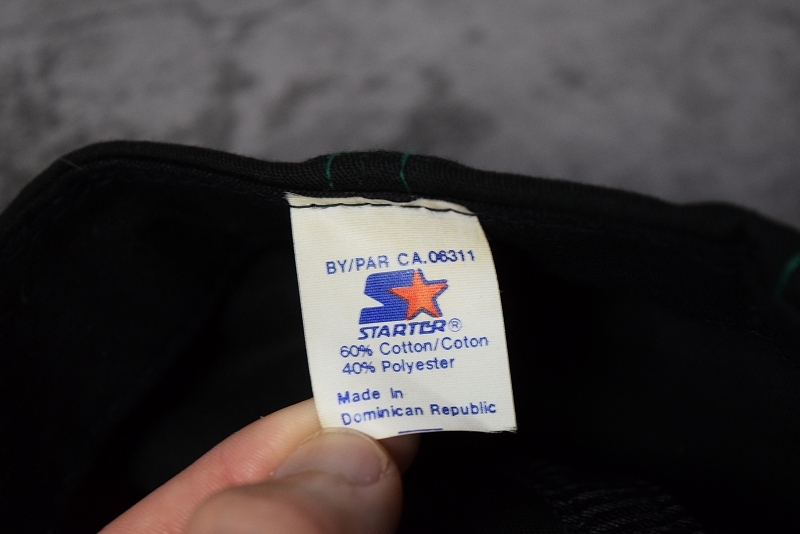 BY/PAR CA.06311
STARTER®
60% Cotton/Coton
40% Polyester
Made In
Dominican Republic